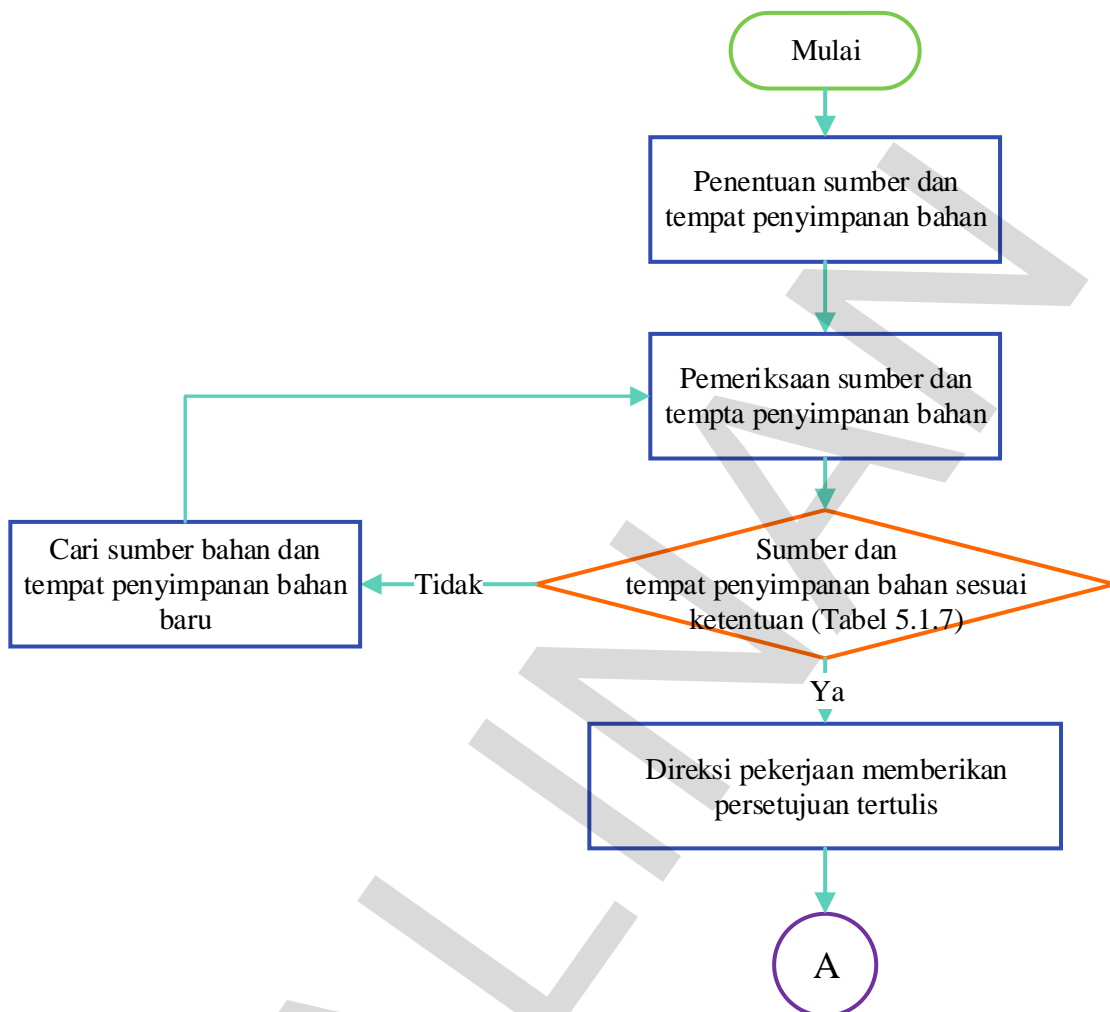 Mulai
Penentuan sumber dan
tempat penyimpanan bahan
Pemeriksaan sumber dan
tempta penyimpanan bahan
Cari sumber bahan dan
tempat penyimpanan bahan
baru
Tidak
Sumber dan
tempat penyimpanan bahan sesuai
ketentuan (Tabel 5.1.7)
Ya
Direksi pekerjaan memberikan
persetujuan tertulis
A
LINAN